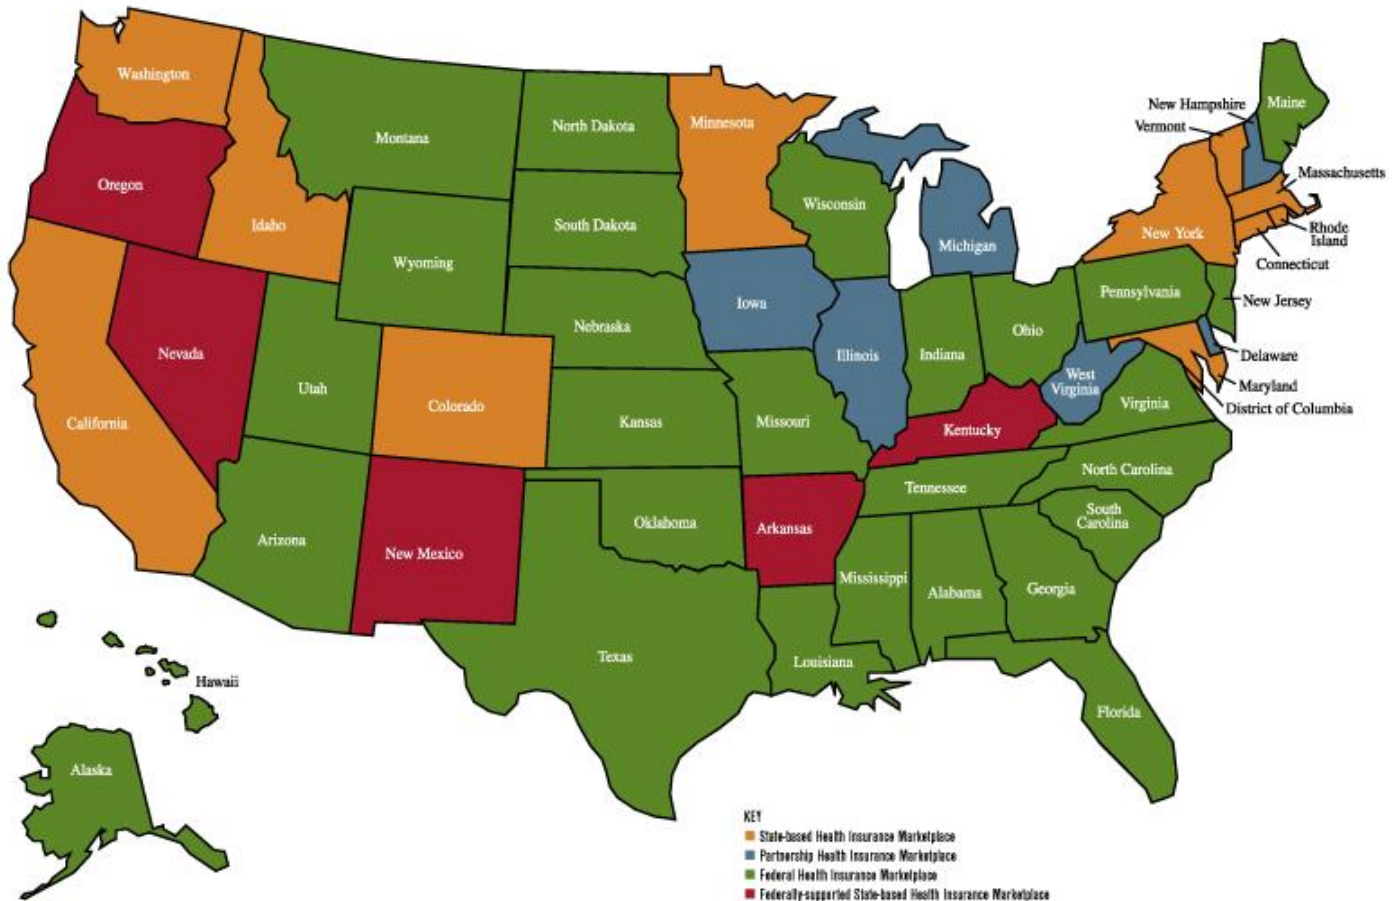 Washington
Montana
North Dakota
Minnesota
New Hampshire
Maine
Vermont
Massachusetts
Oregon
Idaho
Wyoming
South Dakota
Wisconsin
Michigan
New York
Rhode
Island
Connecticut
Pennsylvania
New Jersey
Nevada
Utah
Nebraska
Iowa
Illinois
Indiana
Ohio
West
Virginia
Delaware
Maryland
District of Columbia
California
Colorado
Kansas
Missouri
Kentucky
Virginia
North Carolina
Tennessee
South
Carolina
Arizona
New Mexico
Oklahoma
Arkansas
Mississippi
Alabama
Georgia
Texas
Louisiana
Florida
Hawaii
Alaska
KEY
State-based Health Insurance Marketplace
Partnership Health Insurance Marketplace
Federal Health Insurance Marketplace
Federally-supported State-based Health Insurance Marketplace